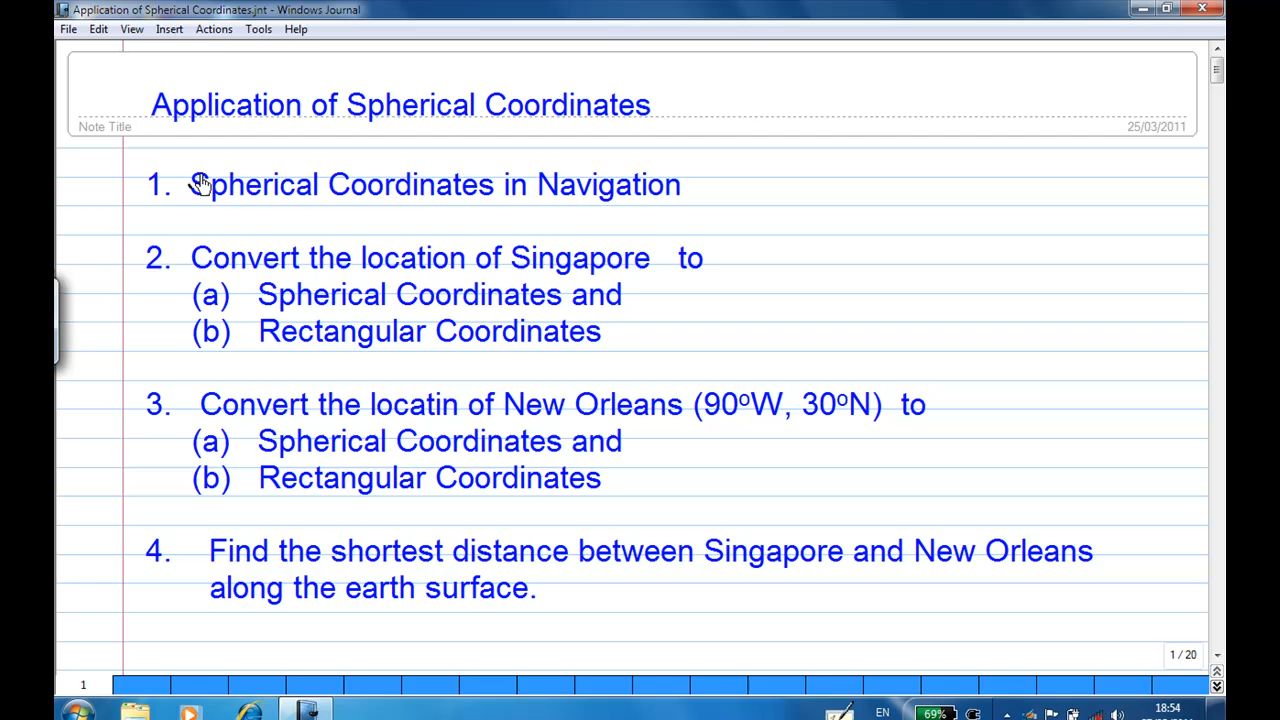 Application of Spherical Coordinates.jnt - Windows Journal
File Edit View Insert Actions Tools Help
Application of Spherical Coordinates
Note Title
25/03/2011
1. Spherical Coordinates in Navigation
2. Convert the location of Singapore to
(a) Spherical Coordinates and
(b) Rectangular Coordinates
3. Convert the locatin of New Orleans (90ºW, 30ºN) to
(a) Spherical Coordinates and
(b) Rectangular Coordinates
4. Find the shortest distance between Singapore and New Orleans
along the earth surface.
1 / 20
1
EN
69%
18:54